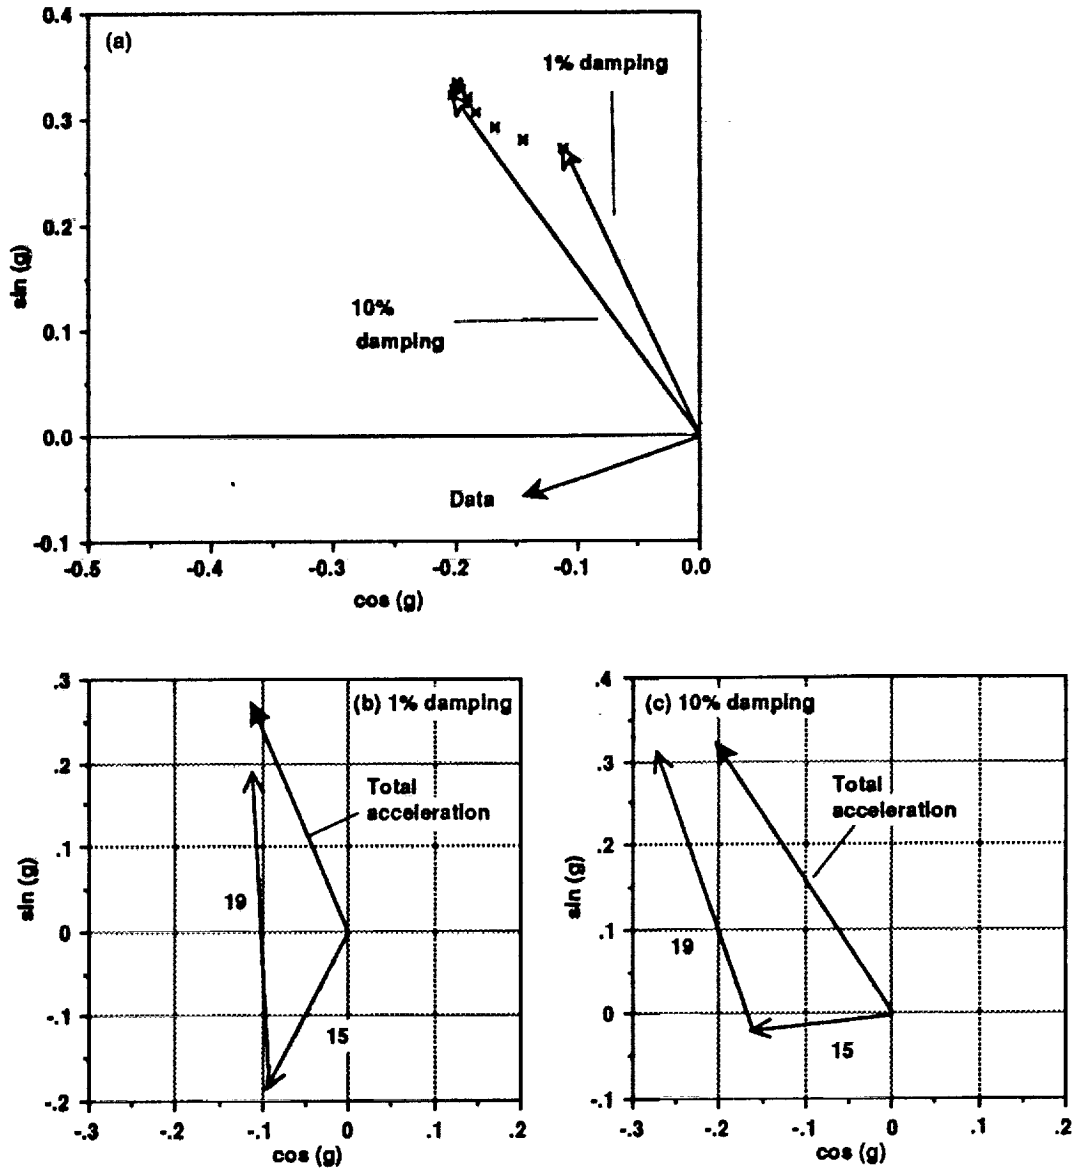 0.4
(a)
1% damping
0.3
0.2
sin (g)
10%
damping
0.1
0.0
Data
-0.1
-0.5
-0.4
-0.3
-0.2
-0.1
0.0
cos (g)
.3
(b) 1% damping
.2
Total
acceleration
.1
sin (g)
19
0
-.1
15
-.2
-.3
-.2
-.1
0
.1
.2
cos (g)
.4
(c) 10% damping
.3
Total
acceleration
.2
sin (g)
.1
19
0
15
-.1
-.3
-.2
-.1
0
.1
.2
cos (g)